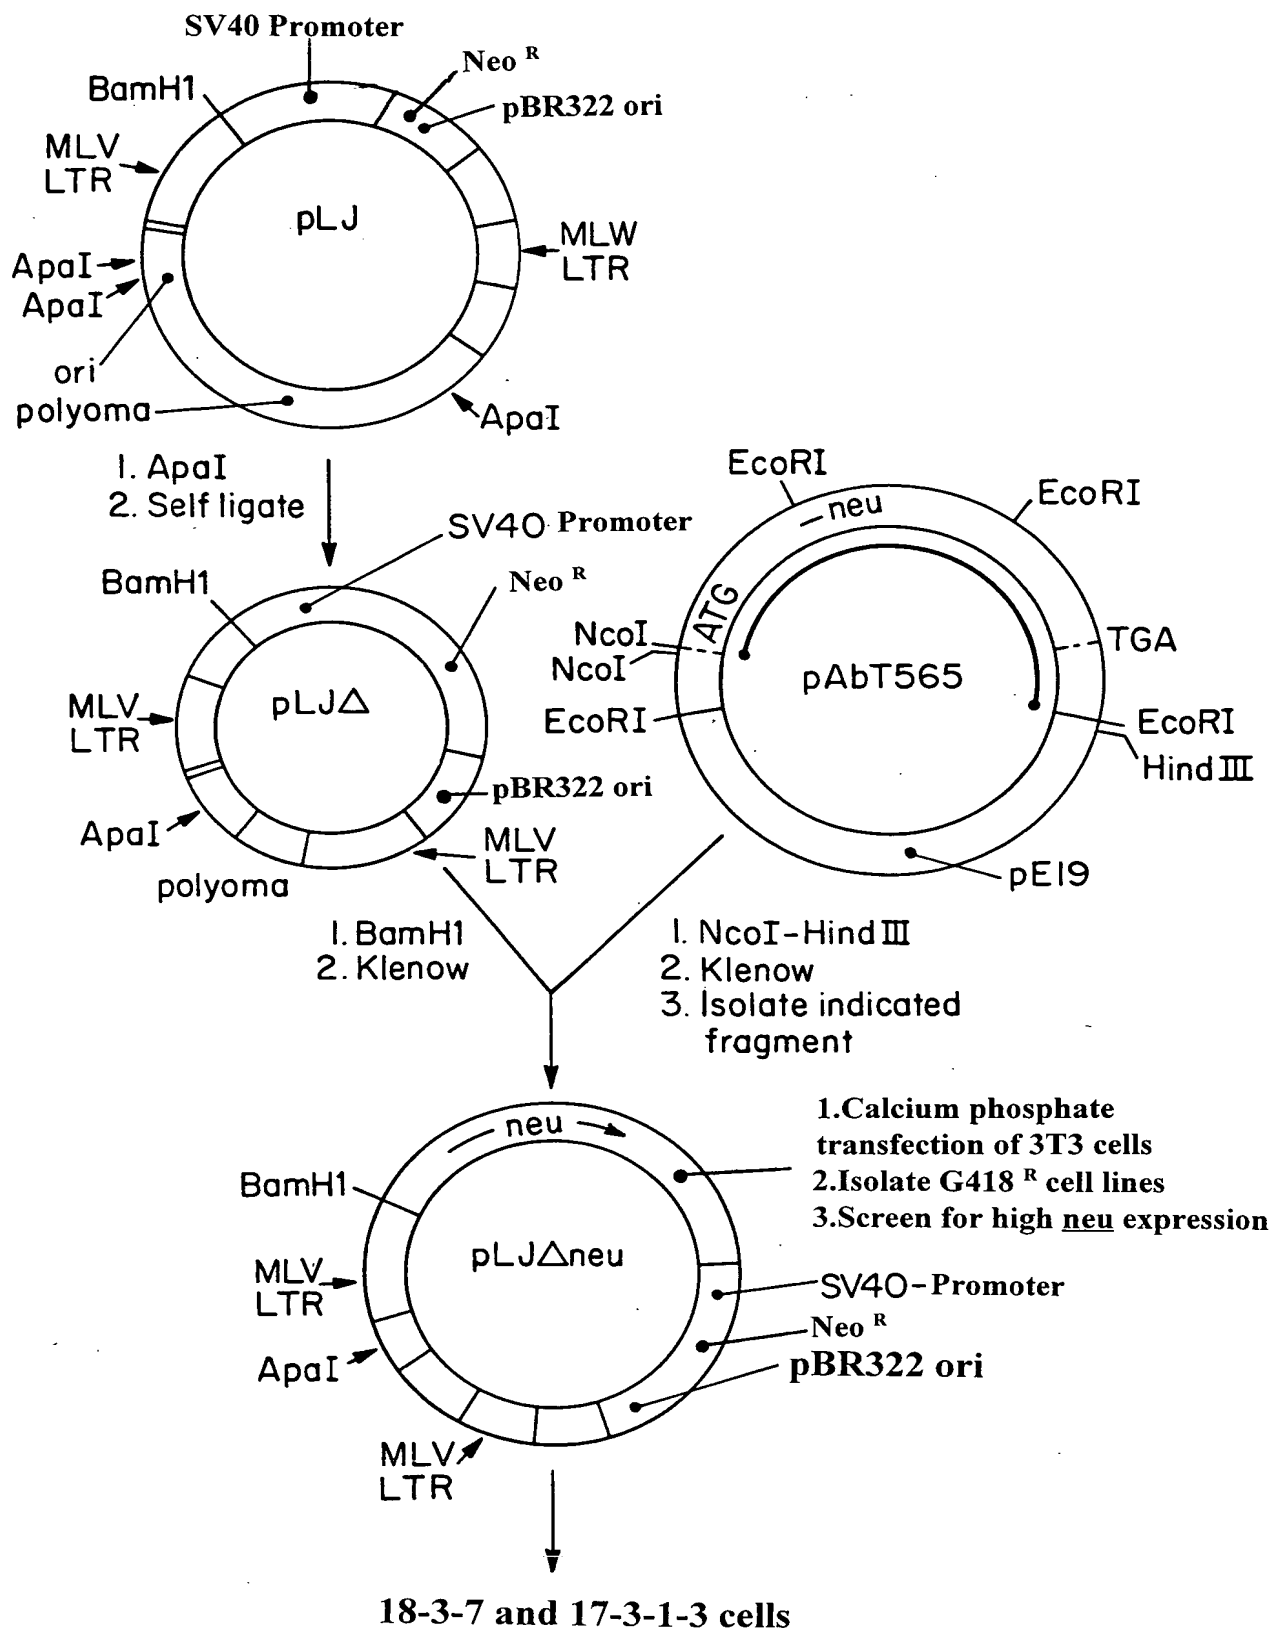 SV40 Promoter
Neo R
pBR322 ori
BamH1
MLV
LTR
pLJ
MLW
LTR
ApaI
ApaI
ori
polyoma
ApaI
1. ApaI
2. Self ligate
SV40 Promoter
BamH1
Neo R
MLV
LTR
pLJΔ
pBR322 ori
ApaI
MLV
LTR
polyoma
EcoRI
EcoRI
neu
ATG
NcoI
NcoI
TGA
pAbT565
EcoRI
EcoRI
Hind III
pE19
1. BamH1
2. Klenow
1. NcoI-Hind III
2. Klenow
3. Isolate indicated
fragment
neu
1.Calcium phosphate
transfection of 3T3 cells
2.Isolate G418 R cell lines
3.Screen for high neu expression
BamH1
pLJΔneu
MLV
LTR
SV40-Promoter
Neo R
pBR322 ori
ApaI
MLV
LTR
18-3-7 and 17-3-1-3 cells